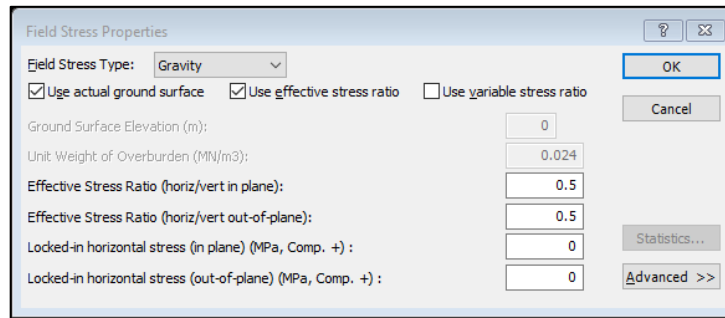 Field Stress Properties
Field Stress Type: Gravity
OK
Use actual ground surface Use effective stress ratio Use variable stress ratio
Cancel
Ground Surface Elevation (m): 0
Unit Weight of Overburden (MN/m3): 0.024
Effective Stress Ratio (horiz/vert in plane): 0.5
Effective Stress Ratio (horiz/vert out-of-plane): 0.5
Locked-in horizontal stress (in plane) (MPa, Comp. +) : 0
Statistics...
Locked-in horizontal stress (out-of-plane) (MPa, Comp. +) : 0
Advanced >>